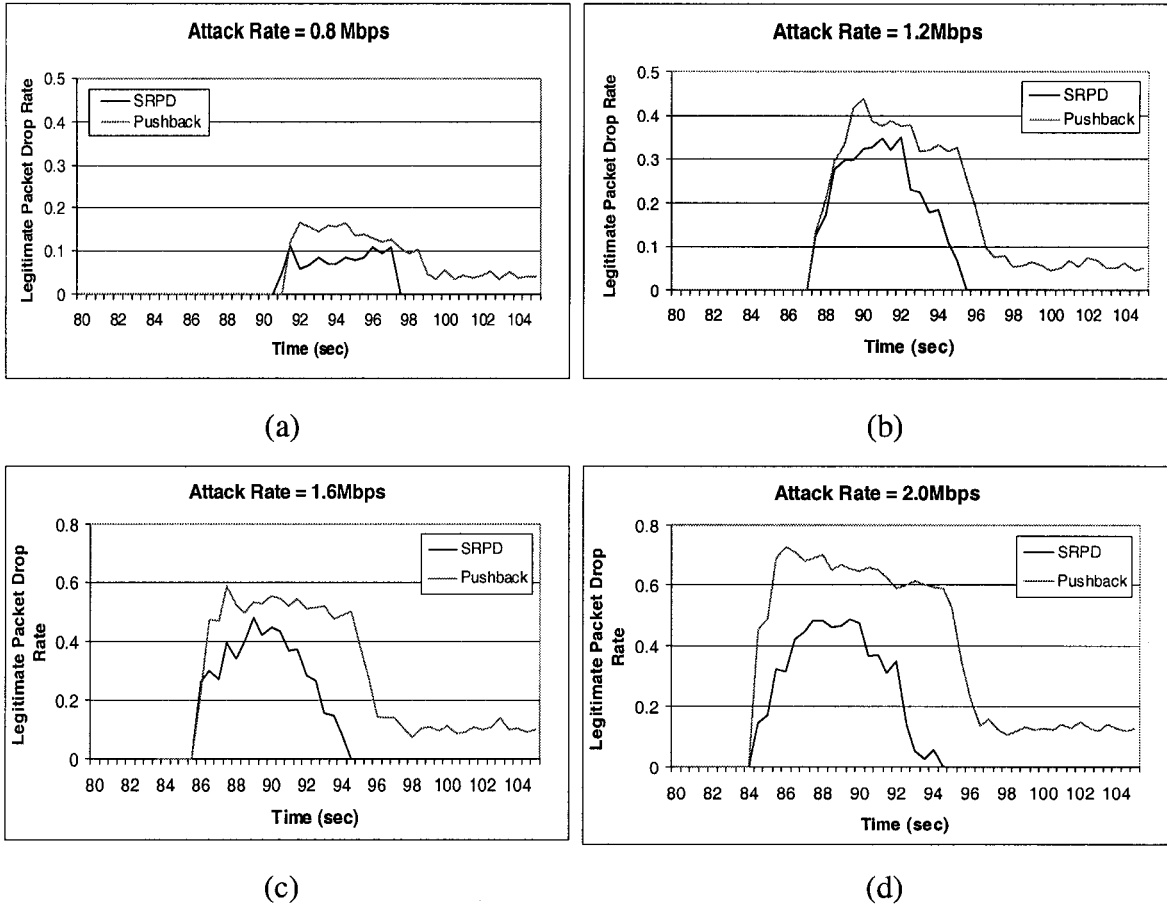 Attack Rate = 0.8 Mbps
Legitimate Packet Drop Rate
0.5
0.4
0.3
0.2
0.1
0
SRPD
Pushback
80 82 84 86 88 90 92 94 96 98 100 102 104
Time (sec)
(a)
Attack Rate = 1.2Mbps
Legitimate Packet Drop Rate
0.5
0.4
0.3
0.2
0.1
0
SRPD
Pushback
80 82 84 86 88 90 92 94 96 98 100 102 104
Time (sec)
(b)
Attack Rate = 1.6Mbps
Legitimate Packet Drop
Rate
0.8
0.6
0.4
0.2
0
SRPD
Pushback
80 82 84 86 88 90 92 94 96 98 100 102 104
Time (sec)
(c)
Attack Rate = 2.0Mbps
Legitimate Packet Drop
Rate
0.8
0.6
0.4
0.2
0
SRPD
Pushback
80 82 84 86 88 90 92 94 96 98 100 102 104
Time (sec)
(d)